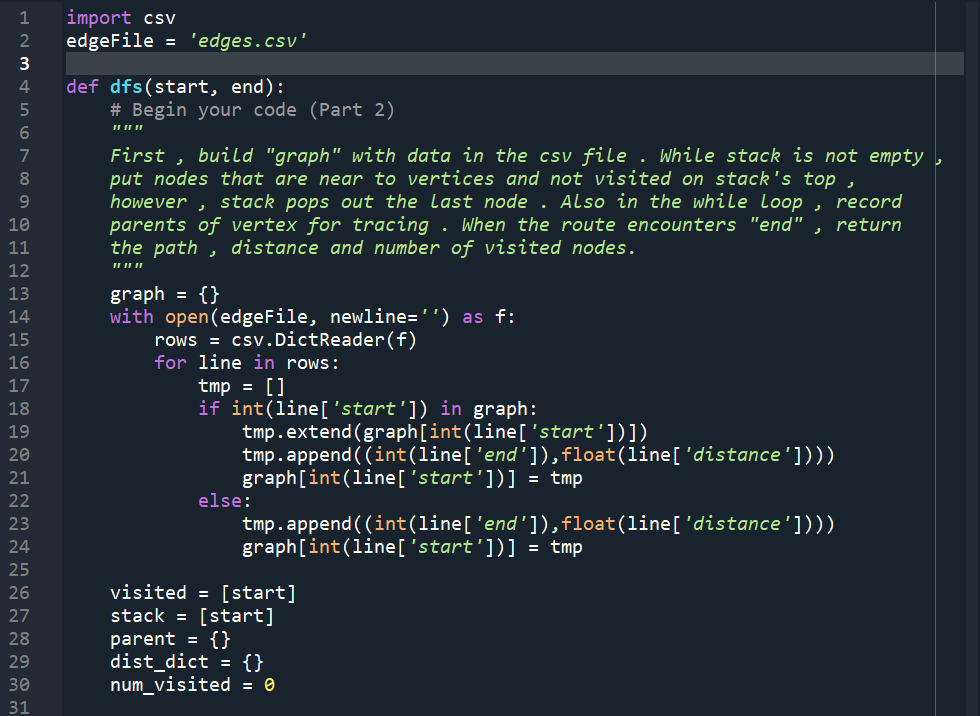 1 import csv
2 edgeFile = 'edges.csv'
3
4 def dfs(start, end):
5     # Begin your code (Part 2)
6     """
7     First , build "graph" with data in the csv file . While stack is not empty ,
8     put nodes that are near to vertices and not visited on stack's top ,
9     however , stack pops out the last node . Also in the while loop , record
10     parents of vertex for tracing . When the route encounters "end" , return
11     the path , distance and number of visited nodes.
12     """
13     graph = {}
14     with open(edgeFile, newline='') as f:
15         rows = csv.DictReader(f)
16         for line in rows:
17             tmp = []
18             if int(line['start']) in graph:
19                 tmp.extend(graph[int(line['start'])])
20                 tmp.append((int(line['end']),float(line['distance'])))
21                 graph[int(line['start'])] = tmp
22             else:
23                 tmp.append((int(line['end']),float(line['distance'])))
24                 graph[int(line['start'])] = tmp
25
26     visited = [start]
27     stack = [start]
28     parent = {}
29     dist_dict = {}
30     num_visited = 0
31